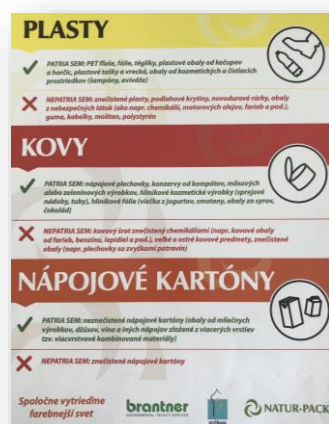 PLASTY
PATRIA SEM: PET fľaše, fólie, tégliky, plastové obaly od kečupov
a horčíc, plastové tašky a vrecká, obaly od kozmetických a čistiacich
prostriedkov (šampóny, aviváže)
NEPATRIA SEM: znečistené plasty, podlahové krytiny, novodurové rúrky, obaly
z nebezpečných látok (ako napr. chemikálií, motorových olejov, farieb a pod.),
guma, kabelky, molitan, polystyrén
KOVY
PATRIA SEM: nápojové plechovky, konzervy od kompótov, mäsových
alebo zeleninových výrobkov, hliníkové kozmetické výrobky (sprejové
nádoby, tuby), hliníkové fólie (viečka z jogurtov, smotany, obaly zo syrov,
čokolád)
NEPATRIA SEM: kovový šrot znečistený chemikáliami (napr. kovové obaly
od farieb, benzínu, lepidiel a pod.), veľké a ostré kovové predmety, znečistené
obaly (napr. plechovky so zvyškami potravín)
NÁPOJOVÉ KARTÓNY
PATRIA SEM: neznečistené nápojové kartóny (obaly od mliečnych
výrobkov, džúsov, vína a iných nápojov zložené z viacerých vrstiev
tzv. viacvrstvové kombinované materiály)
NEPATRIA SEM: znečistené nápojové kartóny
Spoločne vytrieďme
farebnejší svet
brantner
NATUR-PACK